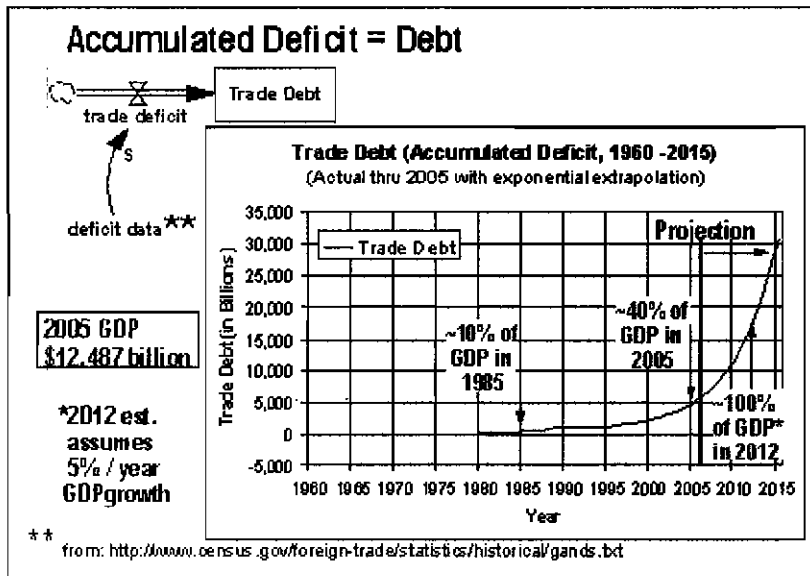 Accumulated Deficit = Debt
Trade Debt
trade deficit
S
deficit data**
Trade Debt (Accumulated Deficit, 1960 -2015)
(Actual thru 2005 with exponential extrapolation)
35,000
30,000
25,000
20,000
15,000
10,000
5,000
0
-5,000
Trade Debt (in Billions)
Trade Debt
Projection
~10% of
GDP in
1985
~40% of
GDP in
2005
~100%
of GDP*
in 2012
1960 1965 1970 1975 1980 1985 1990 1995 2000 2005 2010 2015
Year
2005 GDP
$12.487 billion
*2012 est.
assumes
5% / year
GDPgrowth
** from: http://www.census.gov/foreign-trade/statistics/historical/gands.txt